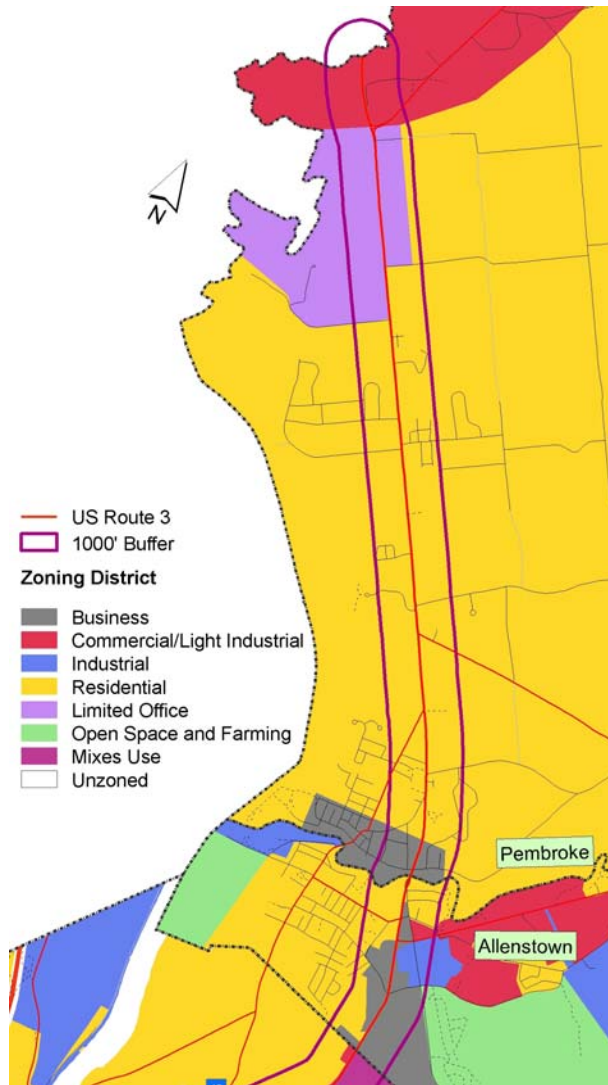 N
US Route 3
1000' Buffer
Zoning District
Business
Commercial/Light Industrial
Industrial
Residential
Limited Office
Open Space and Farming
Mixes Use
Unzoned
Pembroke
Allenstown